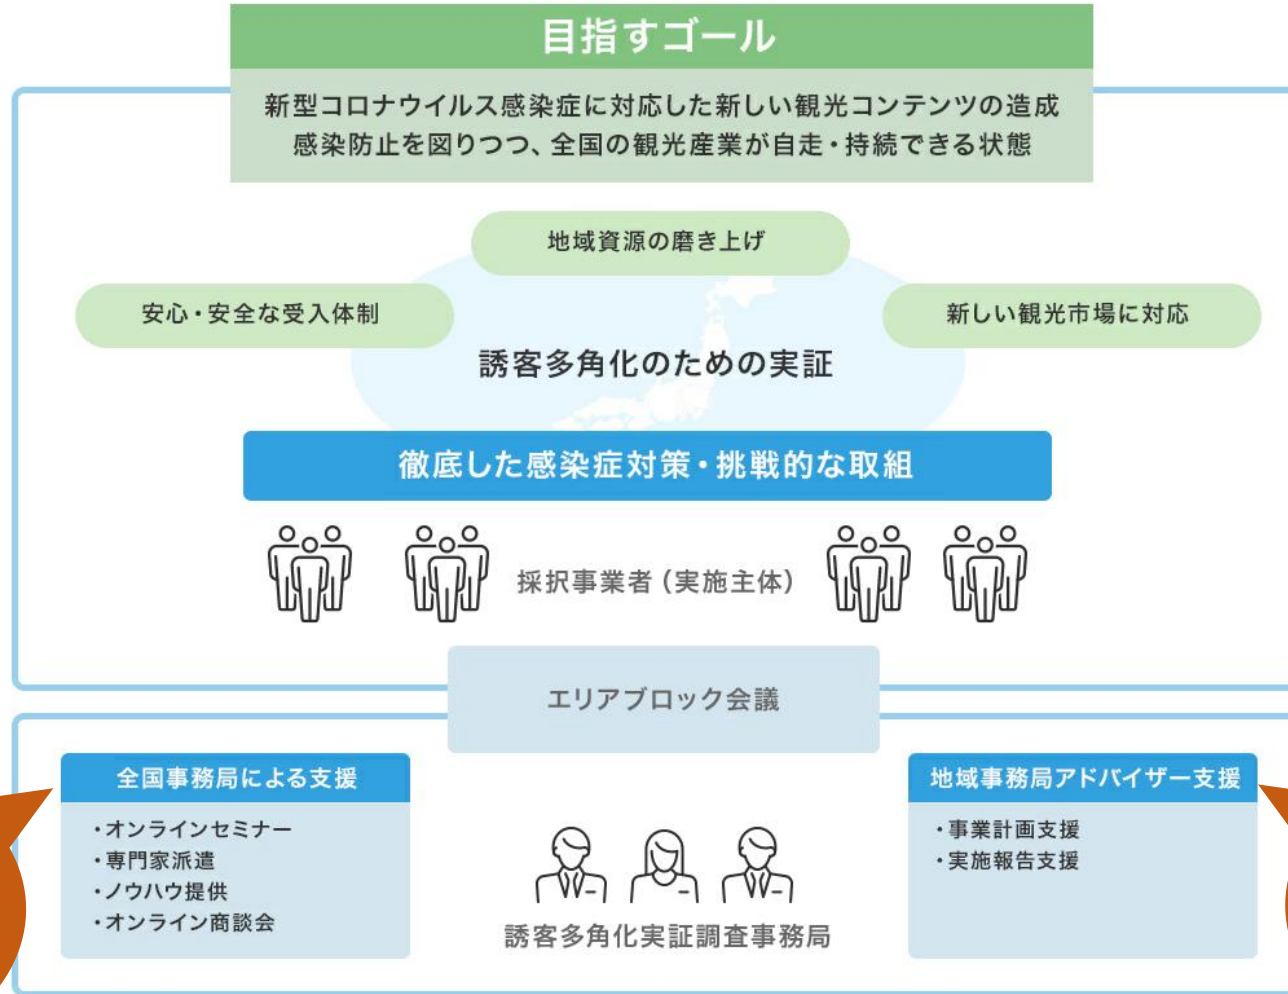 目指すゴール
新型コロナウイルス感染症に対応した新しい観光コンテンツの造成
感染防止を図りつつ、全国の観光産業が自走・持続できる状態
地域資源の磨き上げ
安心・安全な受入体制
新しい観光市場に対応
誘客多角化のための実証
徹底した感染症対策・挑戦的な取組
採択事業者（実施主体）
エリアブロック会議
全国事務局による支援
・オンラインセミナー
・専門家派遣
・ノウハウ提供
・オンライン商談会
誘客多角化実証調査事務局
地域事務局アドバイザー支援
・事業計画支援
・実施報告支援